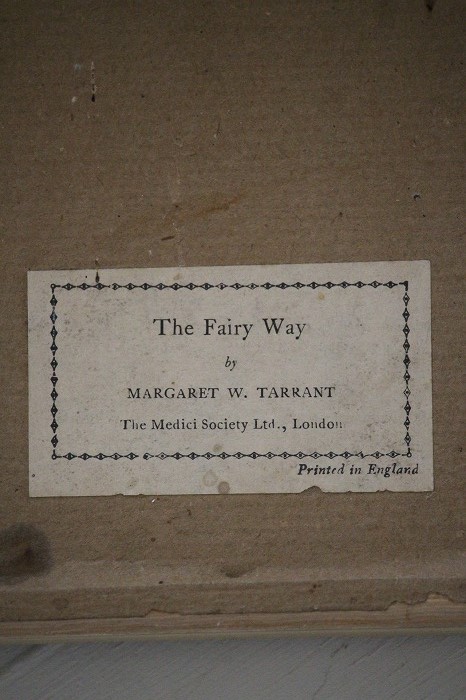 The Fairy Way
by
MARGARET W. TARRANT
The Medici Society Ltd., London
Printed in England